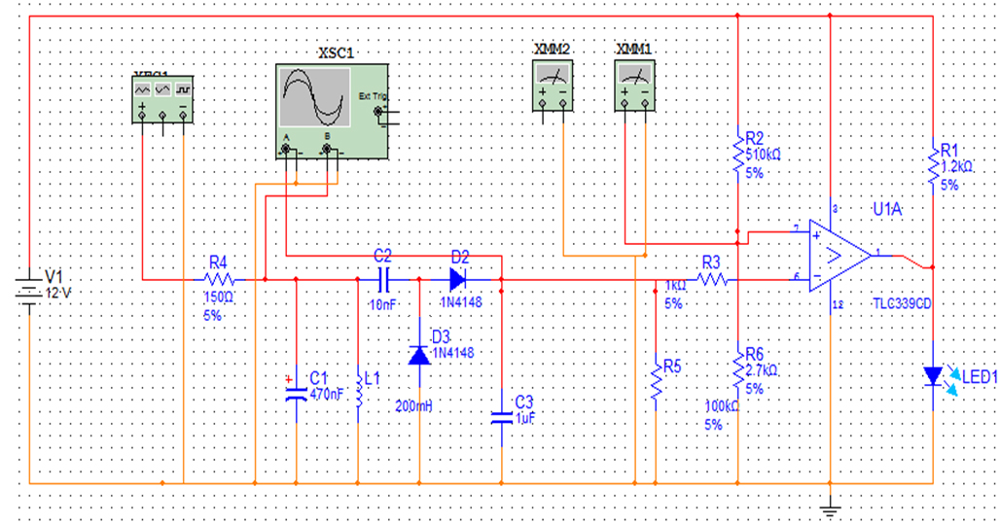 XSC1
XMM2
XMM1
Ext Trig
A
B
R2
510kΩ
5%
R1
1.2kΩ
5%
U1A
3
7
1
6
12
TLC339CD
V1
12 V
R4
150Ω
5%
C2
10nF
D2
1N4148
R3
1kΩ
5%
D3
1N4148
C1
470nF
L1
200mH
C3
1uF
R5
100kΩ
5%
R6
2.7kΩ
5%
LED1